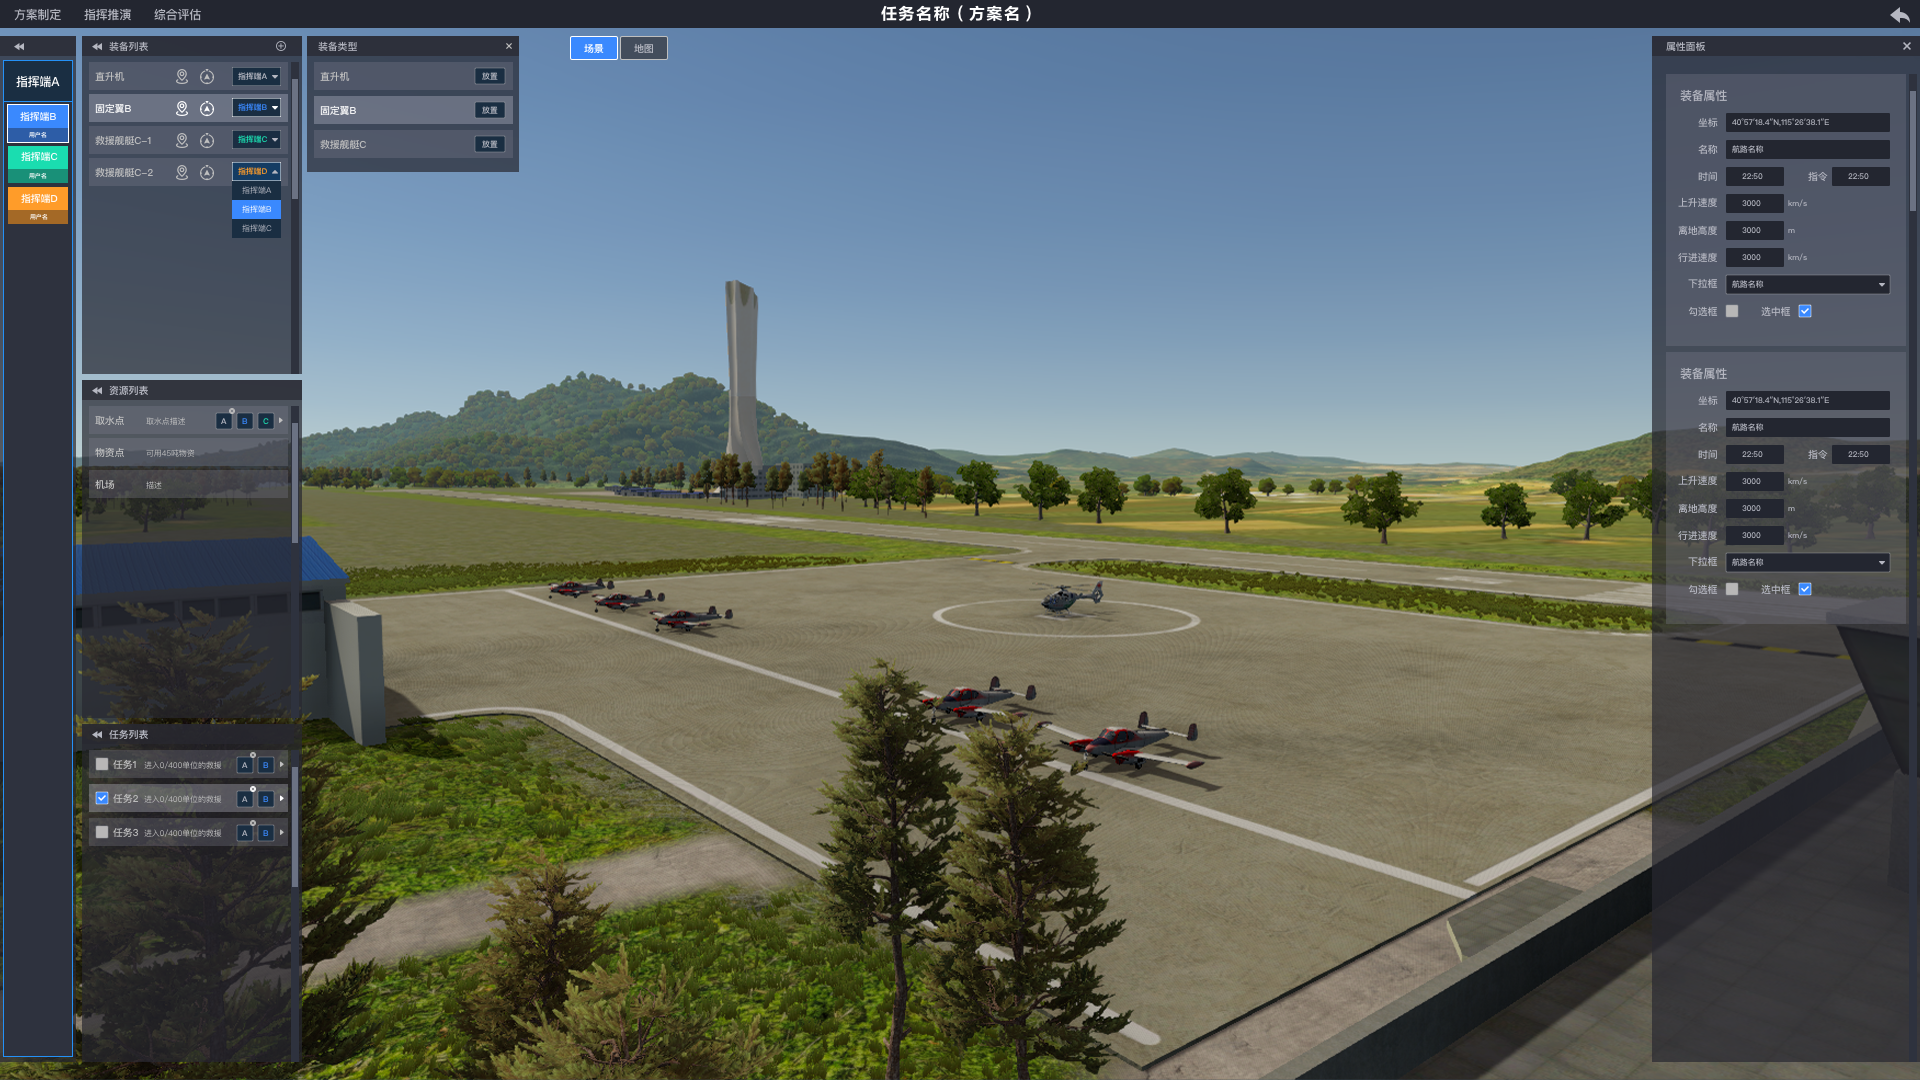 方案制定 指挥推演 综合评估 任务名称（方案名）
指挥端A
指挥端B
用户名
指挥端C
用户名
指挥端D
用户名
装备列表
直升机 指挥端A
固定翼B 指挥端B
救援舰艇C-1 指挥端C
救援舰艇C-2 指挥端D
指挥端A
指挥端B
指挥端C
装备类型
直升机 放置
固定翼B 放置
救援舰艇C 放置
场景 地图
资源列表
取水点 取水点描述 A B C
物资点 可用45吨物资
机场 描述
任务列表
任务1 进入0/400单位的救援 A B
任务2 进入0/400单位的救援 A B
任务3 进入0/400单位的救援 A B
属性面板
装备属性
坐标 40°57'18.4"N,115°26'38.1"E
名称 航路名称
时间 22:50 指令 22:50
上升速度 3000 km/s
离地高度 3000 m
行进速度 3000 km/s
下拉框 航路名称
勾选框 选中框
装备属性
坐标 40°57'18.4"N,115°26'38.1"E
名称 航路名称
时间 22:50 指令 22:50
上升速度 3000 km/s
离地高度 3000 m
行进速度 3000 km/s
下拉框 航路名称
勾选框 选中框